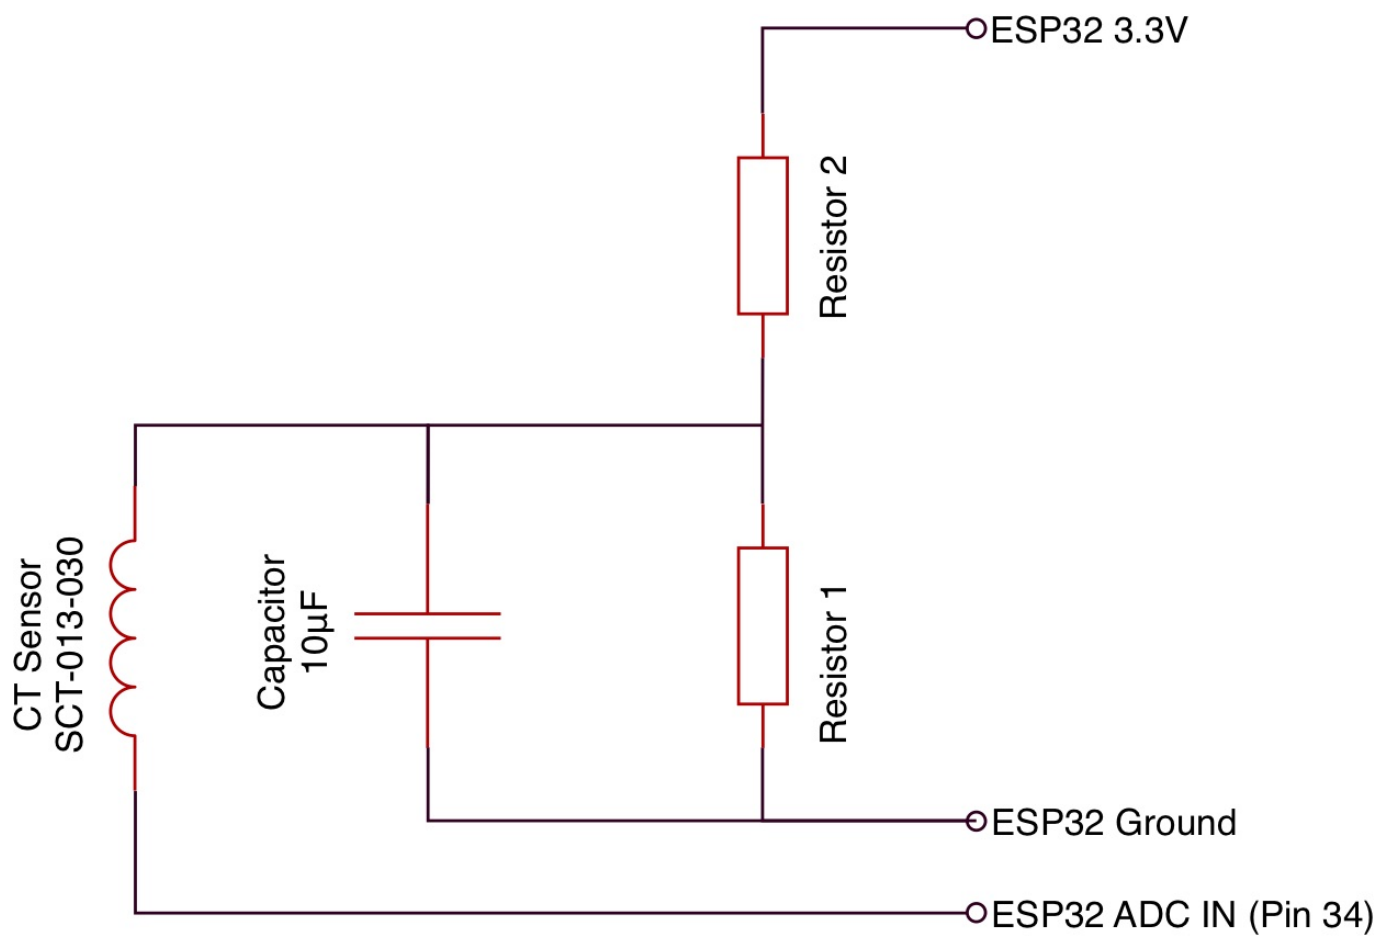 ESP32 3.3V
Resistor 2
CT Sensor
SCT-013-030
Capacitor
10µF
Resistor 1
ESP32 Ground
ESP32 ADC IN (Pin 34)